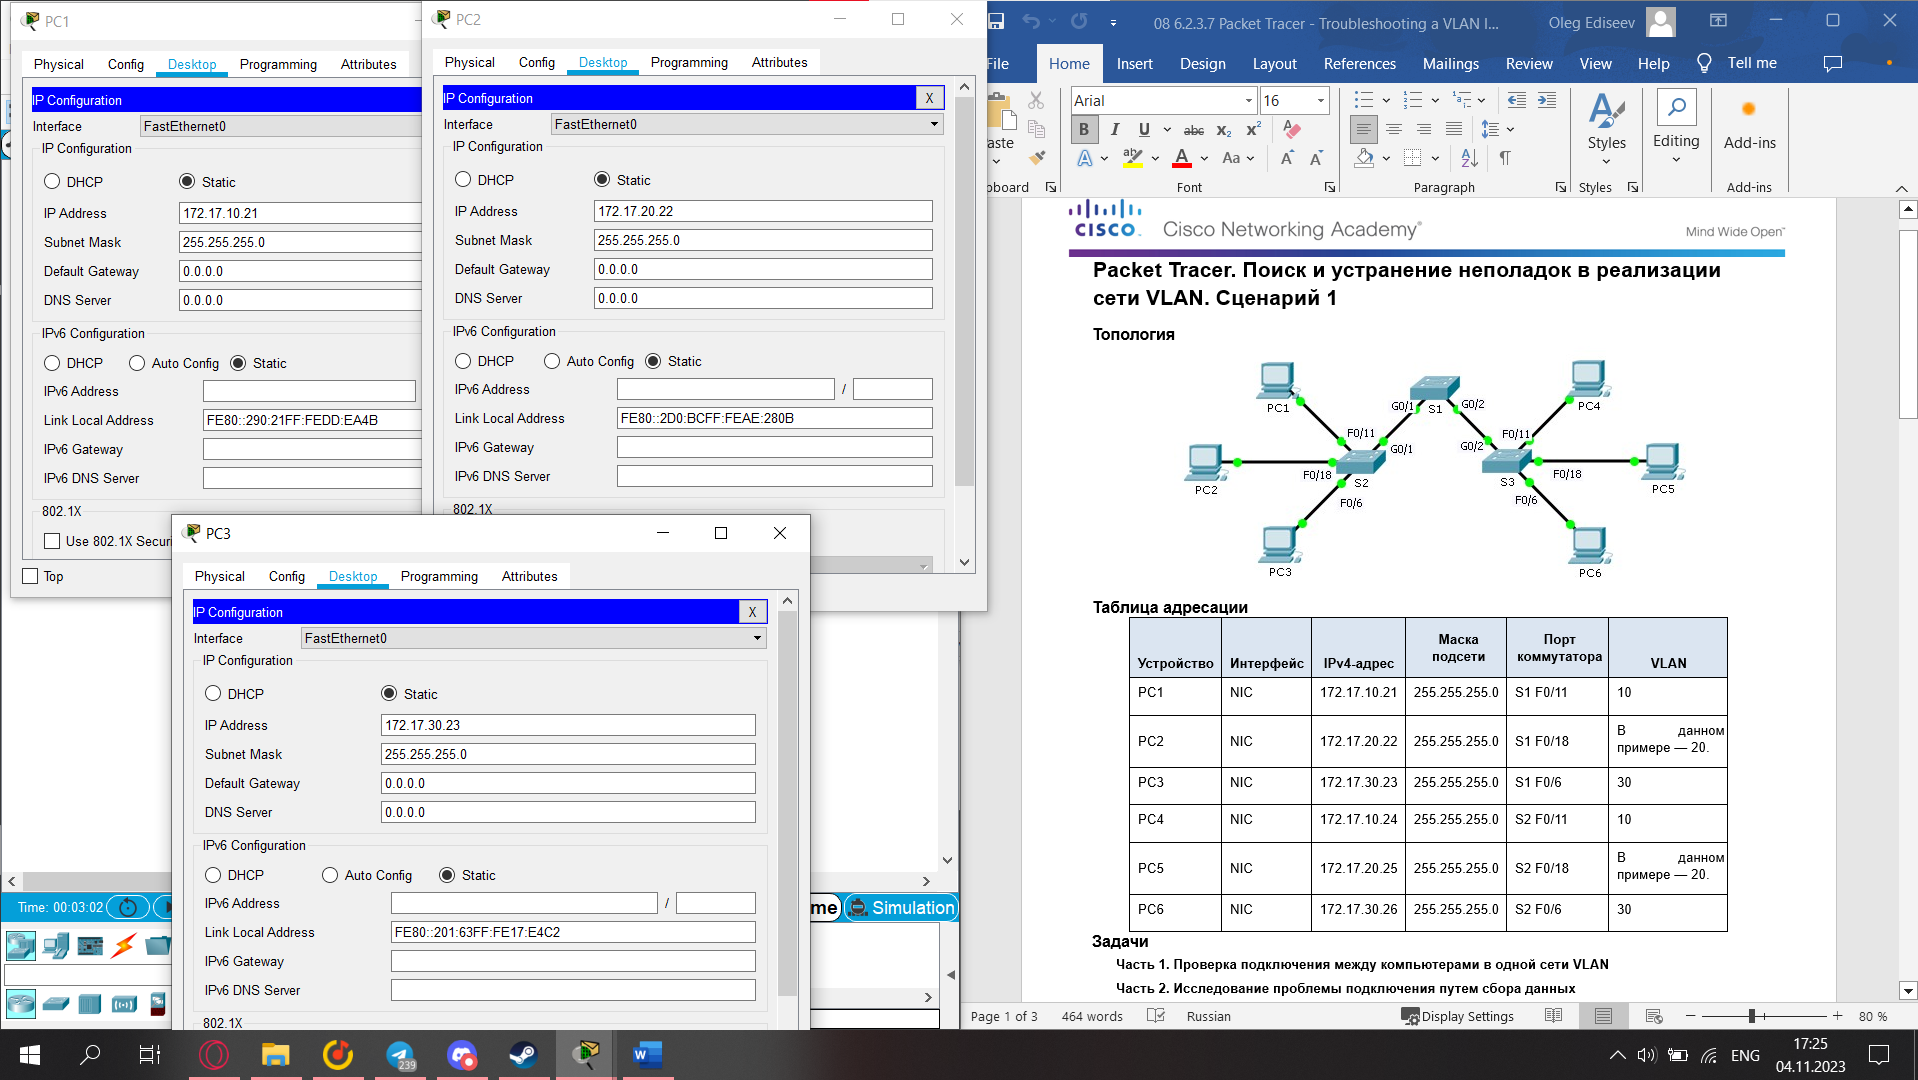 PC1
Physical
Config
Desktop
Programming
Attributes
IP Configuration
Interface
FastEthernet0
IP Configuration
DHCP
Static
IP Address
172.17.10.21
Subnet Mask
255.255.255.0
Default Gateway
0.0.0.0
DNS Server
0.0.0.0
IPv6 Configuration
DHCP
Auto Config
Static
IPv6 Address
Link Local Address
FE80::290:21FF:FEDD:EA4B
IPv6 Gateway
IPv6 DNS Server
802.1X
Use 802.1X Securi
Top
PC2
Physical
Config
Desktop
Programming
Attributes
IP Configuration
X
Interface
FastEthernet0
IP Configuration
DHCP
Static
IP Address
172.17.20.22
Subnet Mask
255.255.255.0
Default Gateway
0.0.0.0
DNS Server
0.0.0.0
IPv6 Configuration
DHCP
Auto Config
Static
IPv6 Address
/
Link Local Address
FE80::2D0:BCFF:FEAE:280B
IPv6 Gateway
IPv6 DNS Server
802.1X
PC3
Physical
Config
Desktop
Programming
Attributes
IP Configuration
X
Interface
FastEthernet0
IP Configuration
DHCP
Static
IP Address
172.17.30.23
Subnet Mask
255.255.255.0
Default Gateway
0.0.0.0
DNS Server
0.0.0.0
IPv6 Configuration
DHCP
Auto Config
Static
IPv6 Address
/
Link Local Address
FE80::201:63FF:FE17:E4C2
IPv6 Gateway
IPv6 DNS Server
802.1X
Time: 00:03:02
me
Simulation
08 6.2.3.7 Packet Tracer - Troubleshooting a VLAN I...
Oleg Ediseev
File
Home
Insert
Design
Layout
References
Mailings
Review
View
Help
Tell me
aste
Arial
16
B I U abc x₂ x²
Aa
Styles
Editing
Add-ins
board
Font
Paragraph
Styles
Add-ins
CISCO
Cisco Networking Academy®
Mind Wide Open™
Packet Tracer. Поиск и устранение неполадок в реализации
сети VLAN. Сценарий 1
Топология
PC1
G0/1
S1
G0/2
PC4
F0/11
G0/1
G0/2
F0/11
PC2
F0/18
S2
S3
F0/18
PC5
F0/6
F0/6
PC3
PC6
Таблица адресации
Устройство Интерфейс IPv4-адрес Маска подсети Порт коммутатора VLAN
PC1 NIC 172.17.10.21 255.255.255.0 S1 F0/11 10
PC2 NIC 172.17.20.22 255.255.255.0 S1 F0/18 В данном примере — 20.
PC3 NIC 172.17.30.23 255.255.255.0 S1 F0/6 30
PC4 NIC 172.17.10.24 255.255.255.0 S2 F0/11 10
PC5 NIC 172.17.20.25 255.255.255.0 S2 F0/18 В данном примере — 20.
PC6 NIC 172.17.30.26 255.255.255.0 S2 F0/6 30
Задачи
Часть 1. Проверка подключения между компьютерами в одной сети VLAN
Часть 2. Исследование проблемы подключения путем сбора данных
Page 1 of 3
464 words
Russian
Display Settings
80 %
239
ENG
17:25
04.11.2023